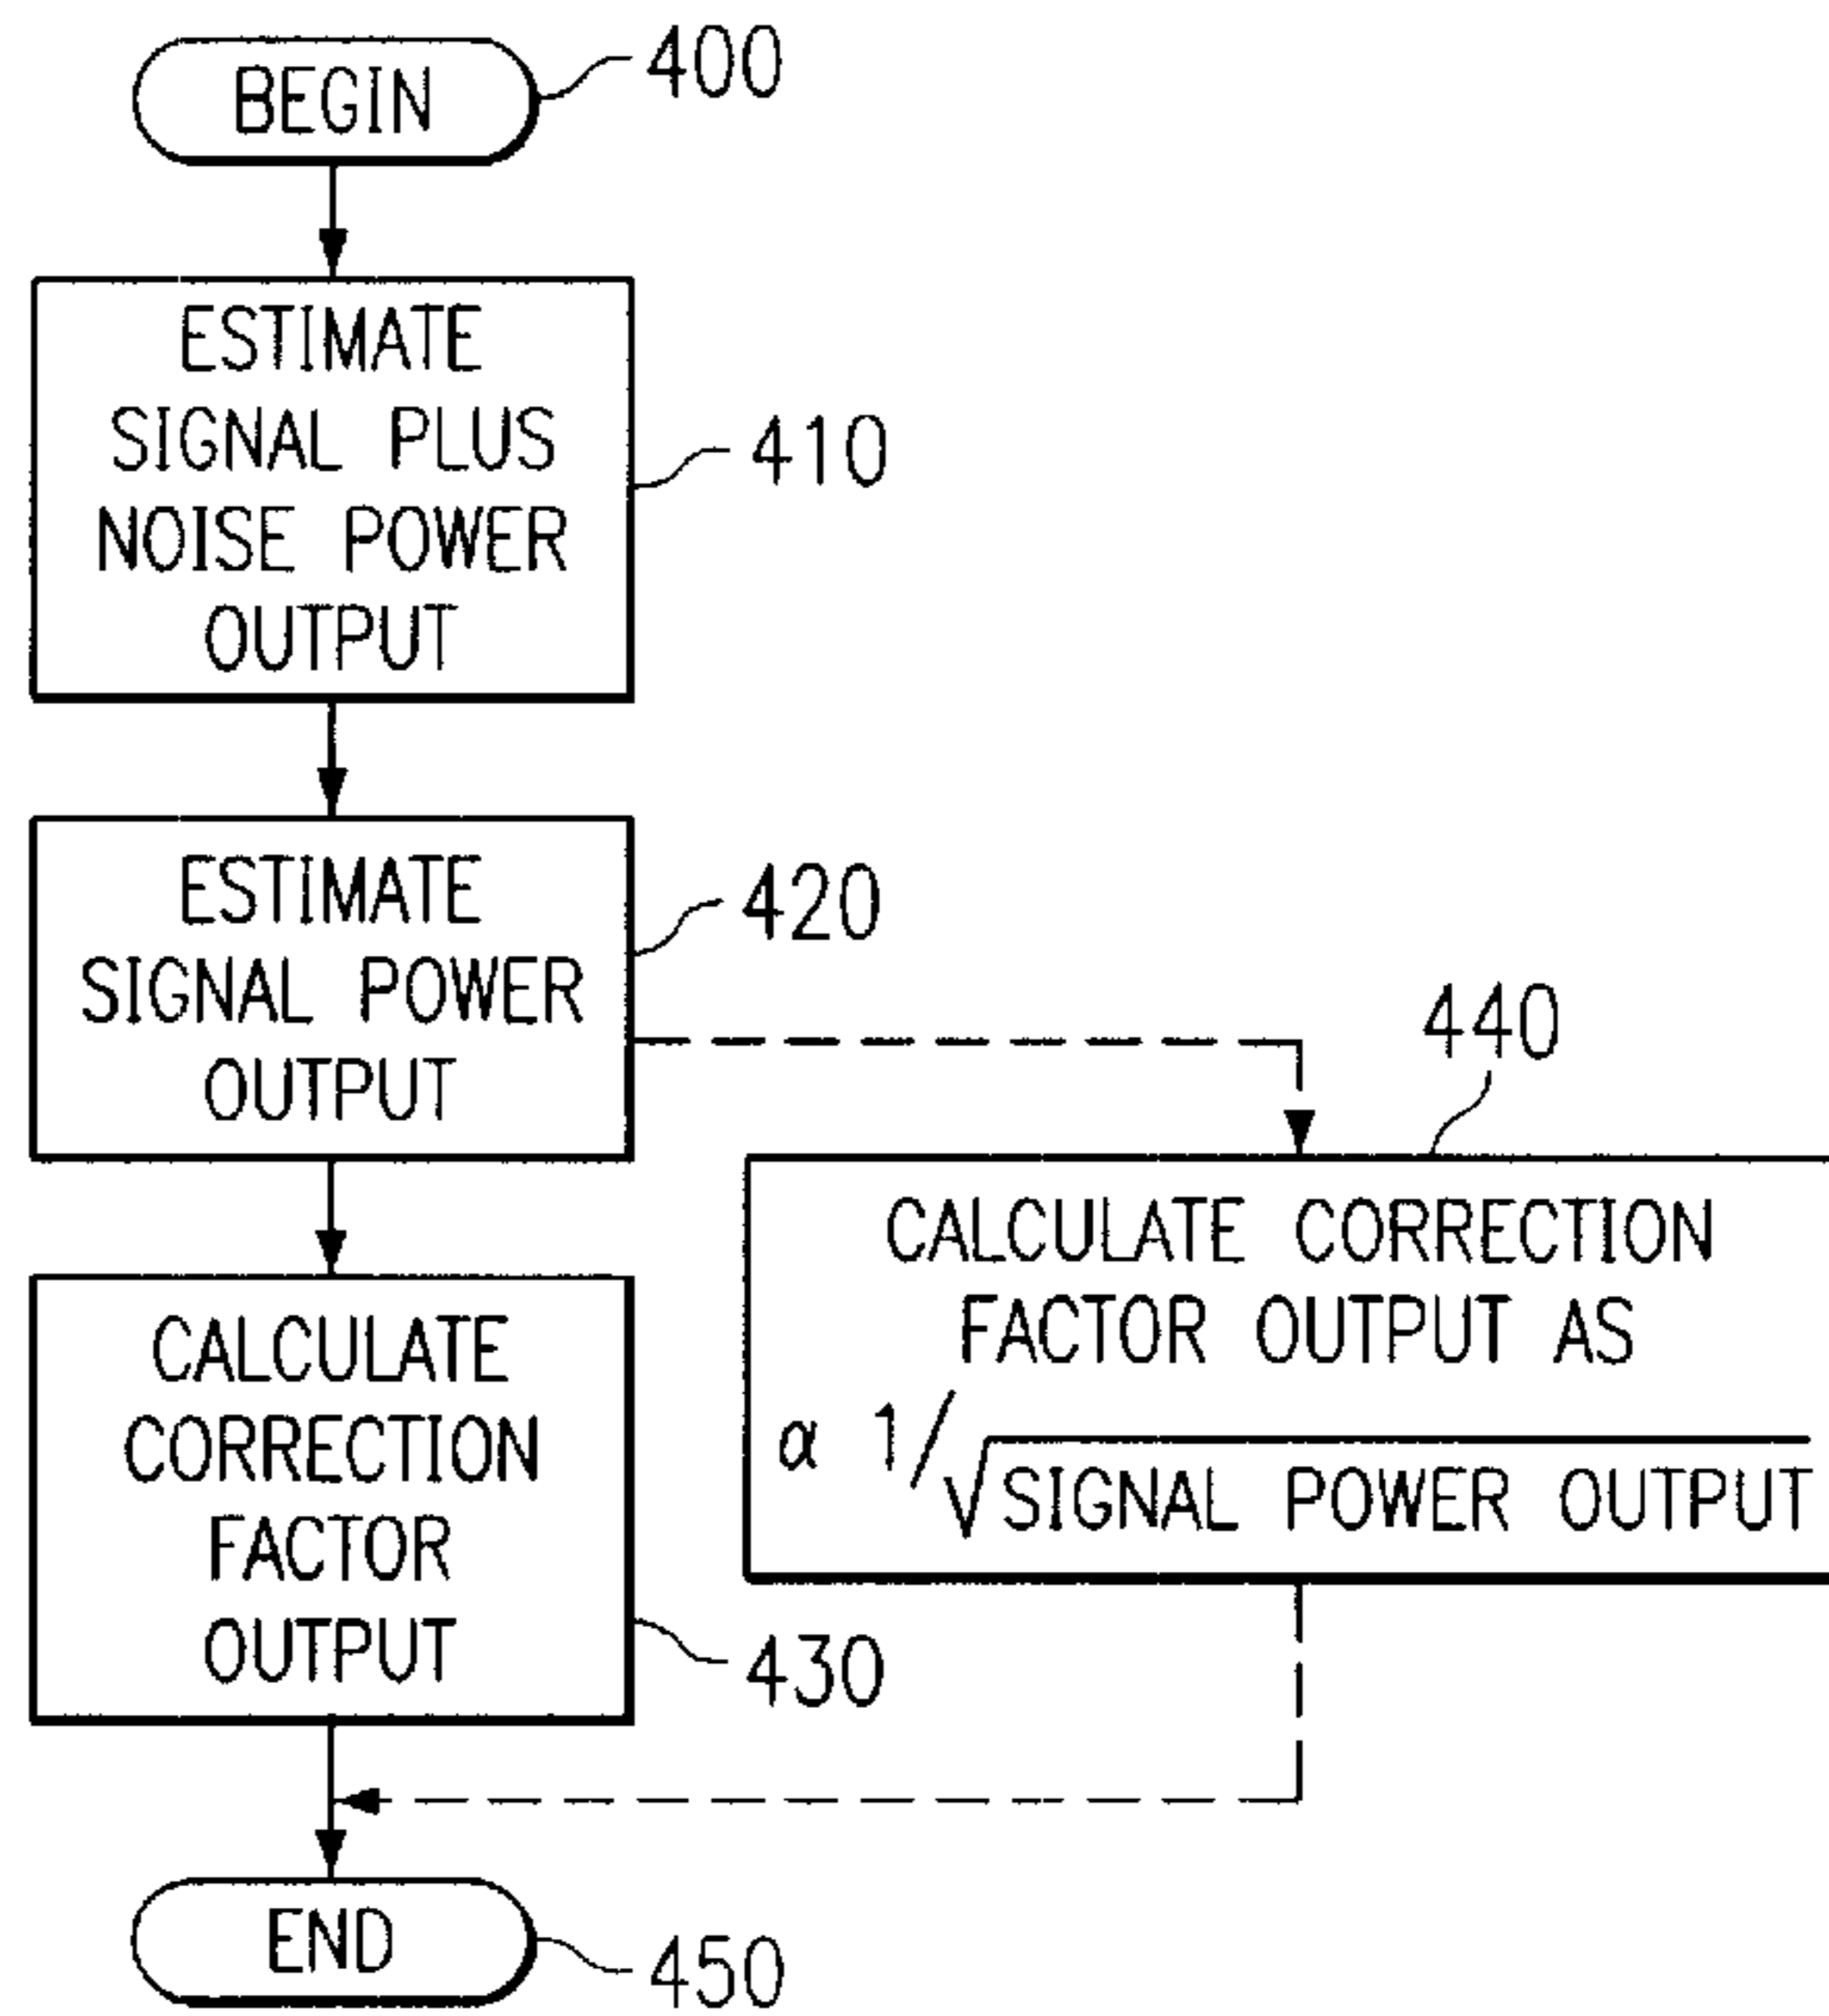 BEGIN
400
ESTIMATE
SIGNAL PLUS
NOISE POWER
OUTPUT
410
ESTIMATE
SIGNAL POWER
OUTPUT
420
440
CALCULATE CORRECTION
FACTOR OUTPUT AS
α 1/√SIGNAL POWER OUTPUT
CALCULATE
CORRECTION
FACTOR
OUTPUT
430
END
450